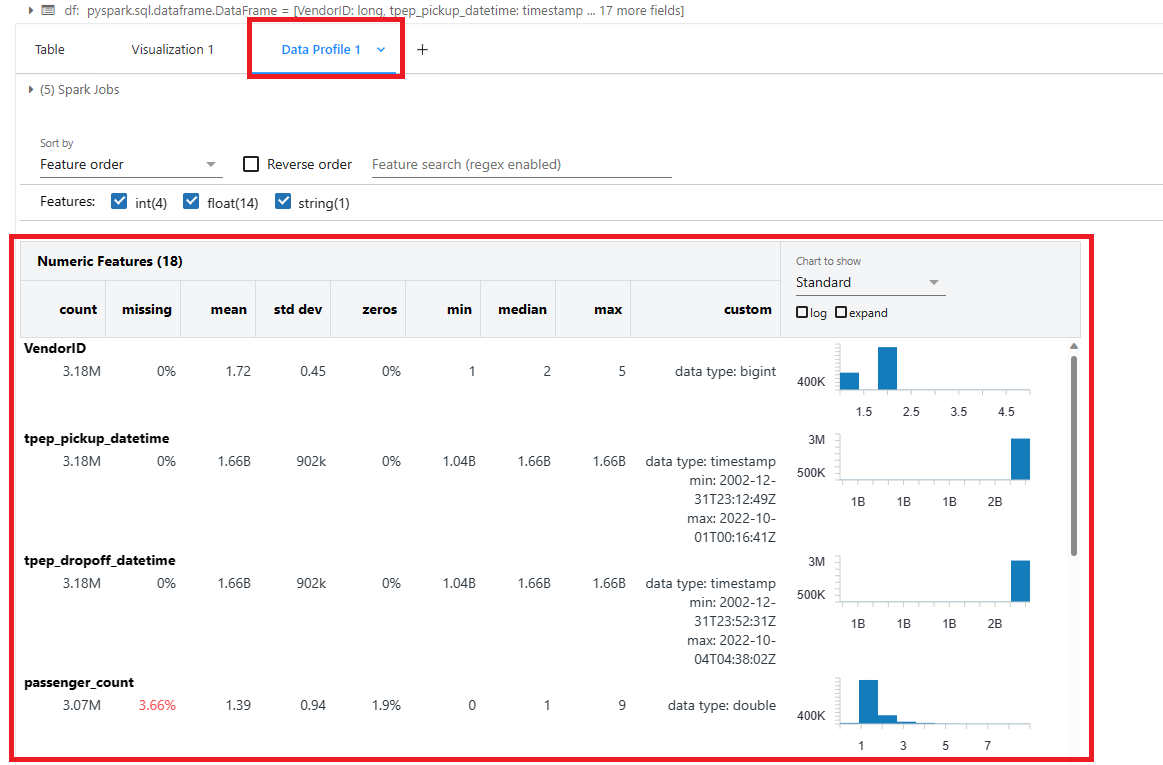 df: pyspark.sql.dataframe.DataFrame = [VendorID: long, tpep_pickup_datetime: timestamp ... 17 more fields]
Table Visualization 1 Data Profile 1 +
(5) Spark Jobs
Sort by
Feature order Reverse order Feature search (regex enabled)
Features: int(4) float(14) string(1)
Numeric Features (18)
Chart to show
Standard
log expand
count missing mean std dev zeros min median max custom
VendorID
3.18M 0% 1.72 0.45 0% 1 2 5 data type: bigint
400K
1.5 2.5 3.5 4.5
tpep_pickup_datetime
3.18M 0% 1.66B 902k 0% 1.04B 1.66B 1.66B data type: timestamp
min: 2002-12-
31T23:12:49Z
max: 2022-10-
01T00:16:41Z
3M
500K
1B 1B 1B 2B
tpep_dropoff_datetime
3.18M 0% 1.66B 902k 0% 1.04B 1.66B 1.66B data type: timestamp
min: 2002-12-
31T23:52:31Z
max: 2022-10-
04T04:38:02Z
3M
500K
1B 1B 1B 2B
passenger_count
3.07M 3.66% 1.39 0.94 1.9% 0 1 9 data type: double
400K
1 3 5 7